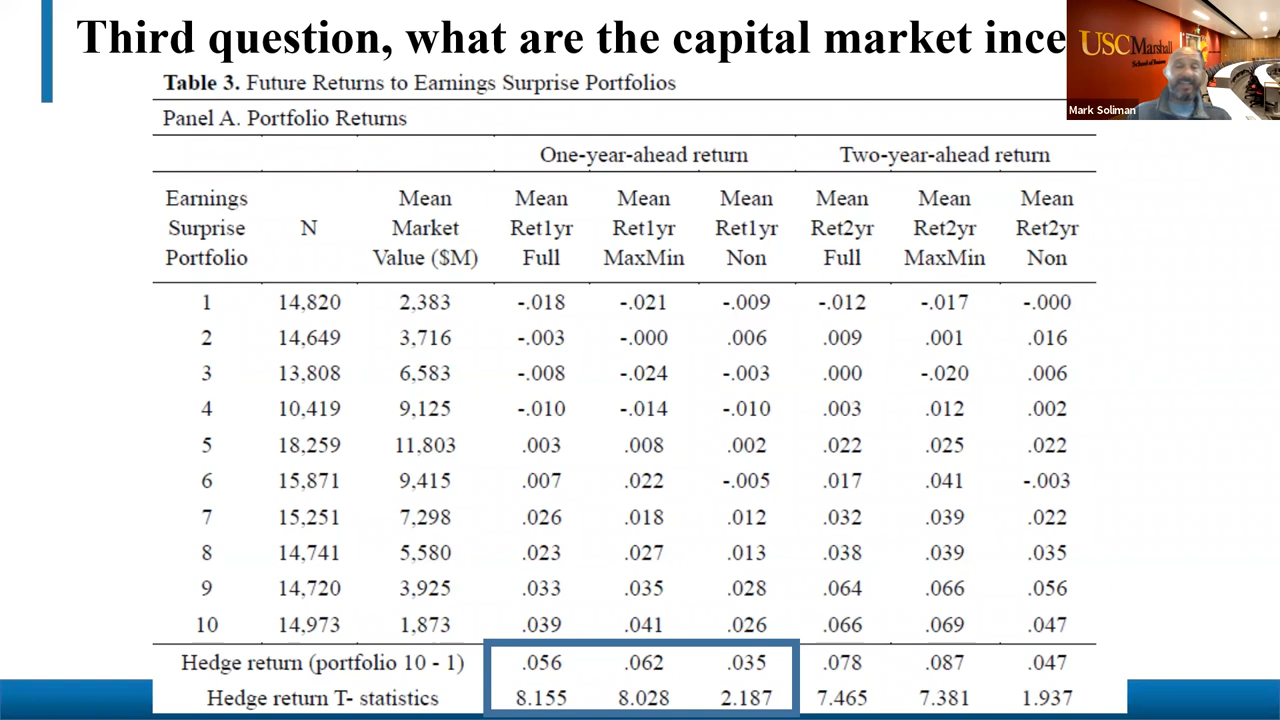 Third question, what are the capital market ince
USC Marshall
School of Business
Mark Soliman
Table 3. Future Returns to Earnings Surprise Portfolios
Panel A. Portfolio Returns
One-year-ahead return Two-year-ahead return
Earnings Surprise Portfolio N Mean Market Value ($M) Mean Ret1yr Full Mean Ret1yr MaxMin Mean Ret1yr Non Mean Ret2yr Full Mean Ret2yr MaxMin Mean Ret2yr Non
1 14,820 2,383 -.018 -.021 -.009 -.012 -.017 -.000
2 14,649 3,716 -.003 -.000 .006 .009 .001 .016
3 13,808 6,583 -.008 -.024 -.003 .000 -.020 .006
4 10,419 9,125 -.010 -.014 -.010 .003 .012 .002
5 18,259 11,803 .003 .008 .002 .022 .025 .022
6 15,871 9,415 .007 .022 -.005 .017 .041 -.003
7 15,251 7,298 .026 .018 .012 .032 .039 .022
8 14,741 5,580 .023 .027 .013 .038 .039 .035
9 14,720 3,925 .033 .035 .028 .064 .066 .056
10 14,973 1,873 .039 .041 .026 .066 .069 .047
Hedge return (portfolio 10 - 1) .056 .062 .035 .078 .087 .047
Hedge return T- statistics 8.155 8.028 2.187 7.465 7.381 1.937